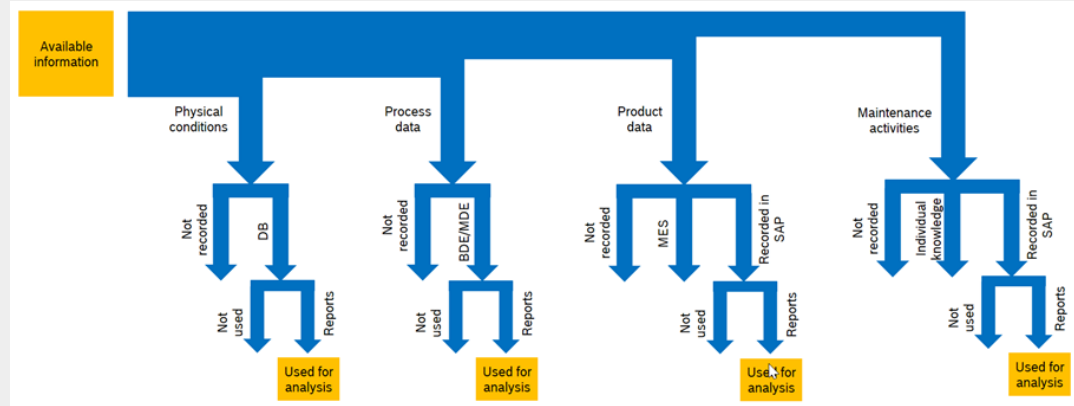 Available
information
Physical
conditions
Process
data
Product
data
Maintenance
activities
Not
recorded
DB
Not
recorded
BDE/MDE
Not
recorded
MES
Recorded in
SAP
Not
recorded
Individual
knowledge
Recorded in
SAP
Not
used
Reports
Not
used
Reports
Not
used
Reports
Not
used
Reports
Used for
analysis
Used for
analysis
Used for
analysis
Used for
analysis